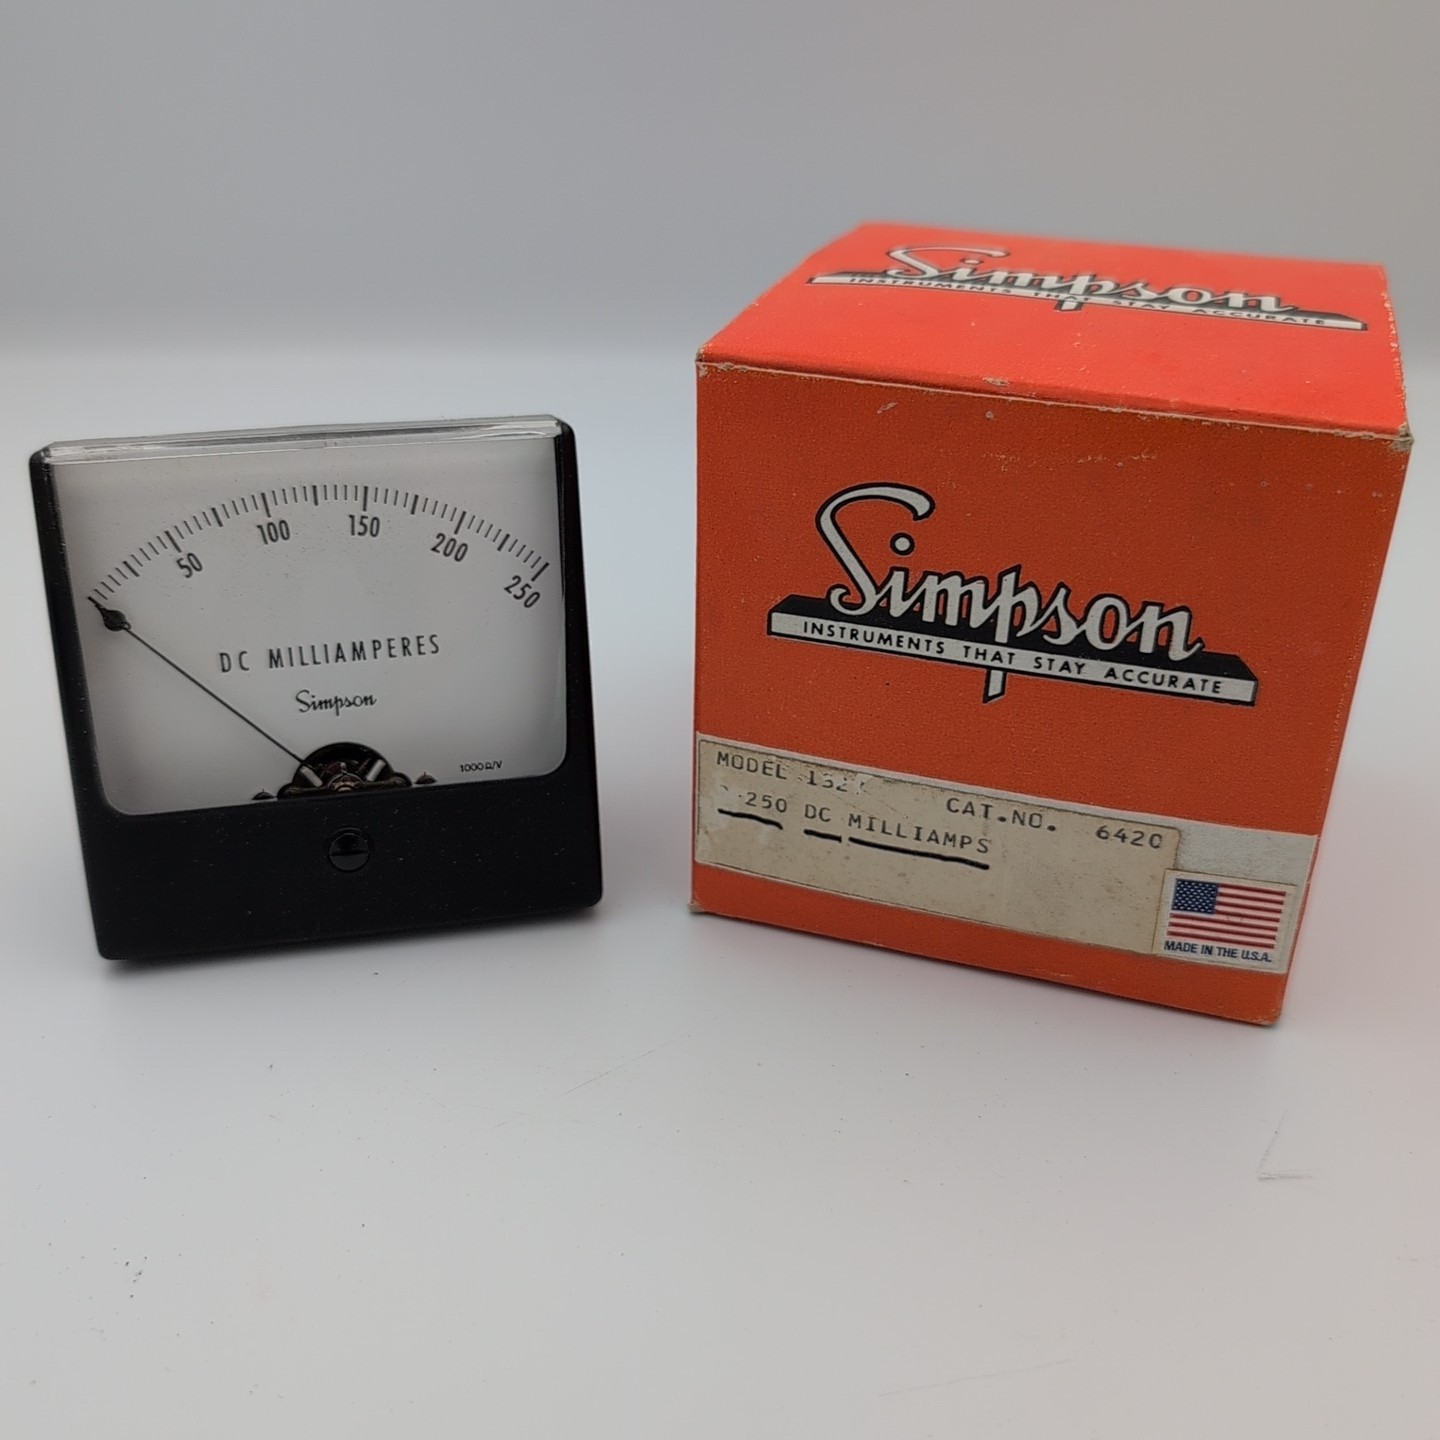 50
100
150
200
250
DC MILLIAMPERES
Simpson
1000Ω/V
Simpson
INSTRUMENTS THAT STAY ACCURATE
Simpson
INSTRUMENTS THAT STAY ACCURATE
MODEL CAT.NO. 6420
250 DC MILLIAMPS
MADE IN THE U.S.A.